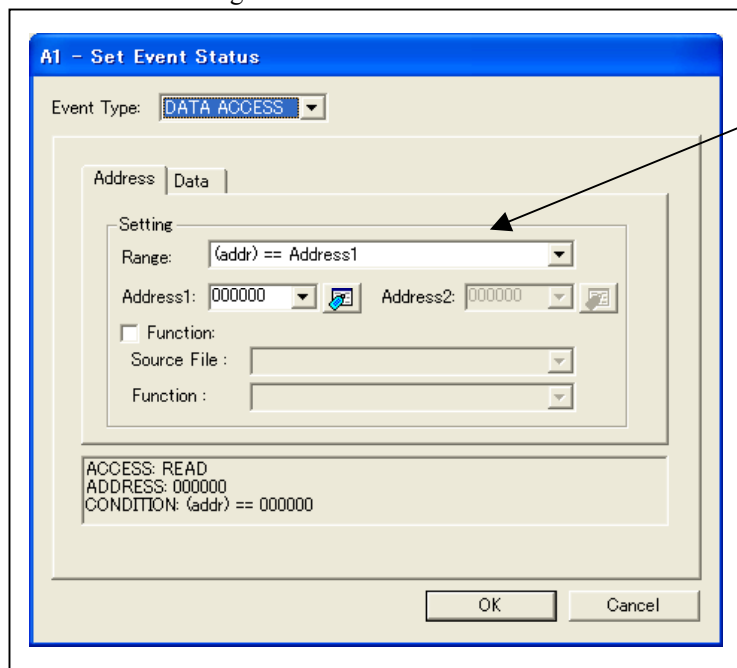 A1 - Set Event Status
Event Type: DATA ACCESS
Address Data
Setting
Range: (addr) == Address1
Address1: 000000 Address2: 000000
Function:
Source File :
Function :
ACCESS: READ
ADDRESS: 000000
CONDITION: (addr) == 000000
OK Cancel